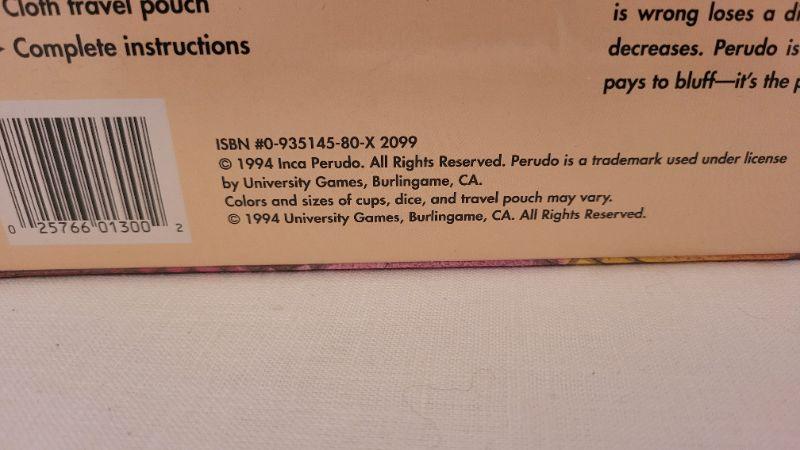 Cloth travel pouch
Complete instructions
is wrong loses a
decreases. Perudo is
pays to bluff—it's the
0 25766 01300 2
ISBN #0-935145-80-X 2099
© 1994 Inca Perudo. All Rights Reserved. Perudo is a trademark used under license
by University Games, Burlingame, CA.
Colors and sizes of cups, dice, and travel pouch may vary.
© 1994 University Games, Burlingame, CA. All Rights Reserved.